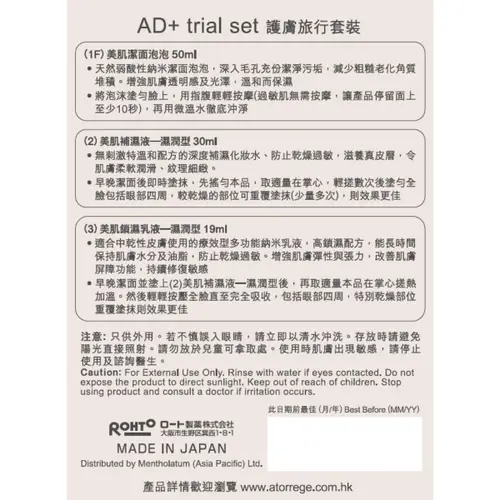 AD+ trial set 護膚旅行套裝
(1F) 美肌潔面泡泡 50ml
• 天然弱酸性納米潔面泡泡，深入毛孔充份潔淨污垢，減少粗糙老化角質
堆積。增強肌膚透明感及光澤，溫和而保濕
• 將泡沫塗勻臉上，用指腹輕輕按摩(過敏肌無需按摩，讓產品停留面上
至少10秒)，再用微溫水徹底沖淨
(2) 美肌補濕液—濕潤型 30ml
• 無刺激特溫和配方的深度補濕化妝水、防止乾燥過敏，滋養真皮層，令
肌膚柔軟潤滑、紋理細緻。
• 早晚潔面後即時塗抹，先搖勻本品，取適量在掌心，輕搓數次後塗勻全
臉包括眼部四周，較乾燥的部位可重覆塗抹(少量多次)，則效果更佳
(3) 美肌鎖濕乳液—濕潤型 19ml
• 適合中乾性皮膚使用的療效型多功能納米乳液，高鎖濕配方，能長時間
保持肌膚水分及油脂，防止乾燥過敏。增強肌膚彈性與張力，改善肌膚
屏障功能，持續修復敏感
• 早晚潔面並塗上(2)美肌補濕液—濕潤型後，再取適量本品在掌心搓熱
加溫。然後輕輕按壓全臉直至完全吸收，包括眼部四周，特別乾燥部位
重覆塗抹則效果更佳
注意: 只供外用。若不慎誤入眼睛，請立即以清水沖洗。存放時請避免
陽光直接照射。請勿放於兒童可拿取處。使用時肌膚出現敏感，請停止
使用及諮詢醫生。
Caution: For External Use Only. Rinse with water if eyes contacted. Do not
expose the product to direct sunlight. Keep out of reach of children. Stop
using product and consult a doctor if irritation occurs.
此日期前最佳 (月/年) Best Before (MM/YY)
ROHTO ロート製薬株式会社
大阪市生野区巽西1-8-1
MADE IN JAPAN
Distributed by Mentholatum (Asia Pacific) Ltd.
產品詳情歡迎瀏覽 www.atorrege.com.hk